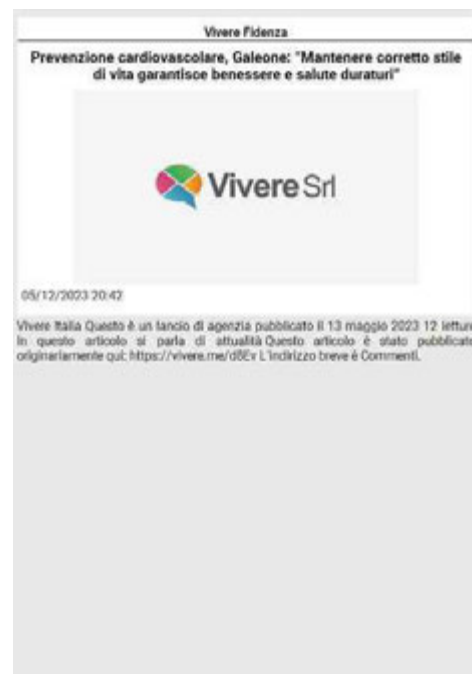 Vivere Fidenza
Prevenzione cardiovascolare, Galeone: "Mantenere corretto stile
di vita garantisce benessere e salute duraturi"
Vivere Srl
05/12/2023 20:42
Vivere Italia Questo è un lancio di agenzia pubblicato il 13 maggio 2023 12 letture
In questo articolo si parla di attualità Questo articolo è stato pubblicato
originariamente qui: https://vivere.me/d8Ev L'indirizzo breve è Commenti.